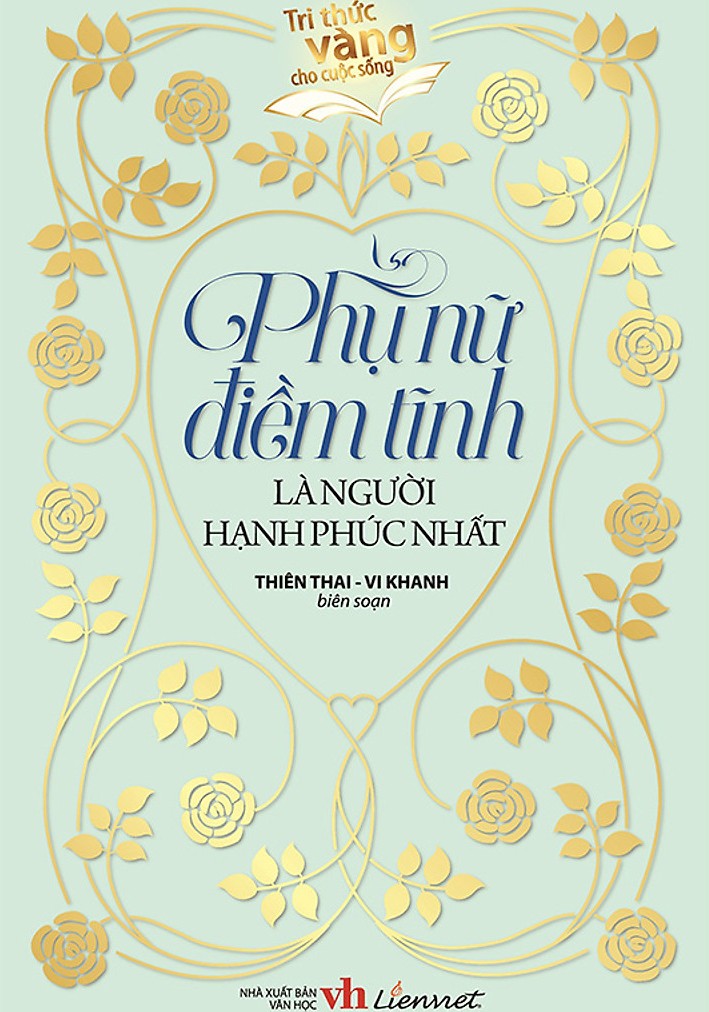 Tri thức
vàng
cho cuộc sống
Phụ nữ
điềm tĩnh
LÀ NGƯỜI
HẠNH PHÚC NHẤT
THIÊN THAI - VI KHANH
biên soạn
NHÀ XUẤT BẢN
VĂN HỌC
vh Lienviet®